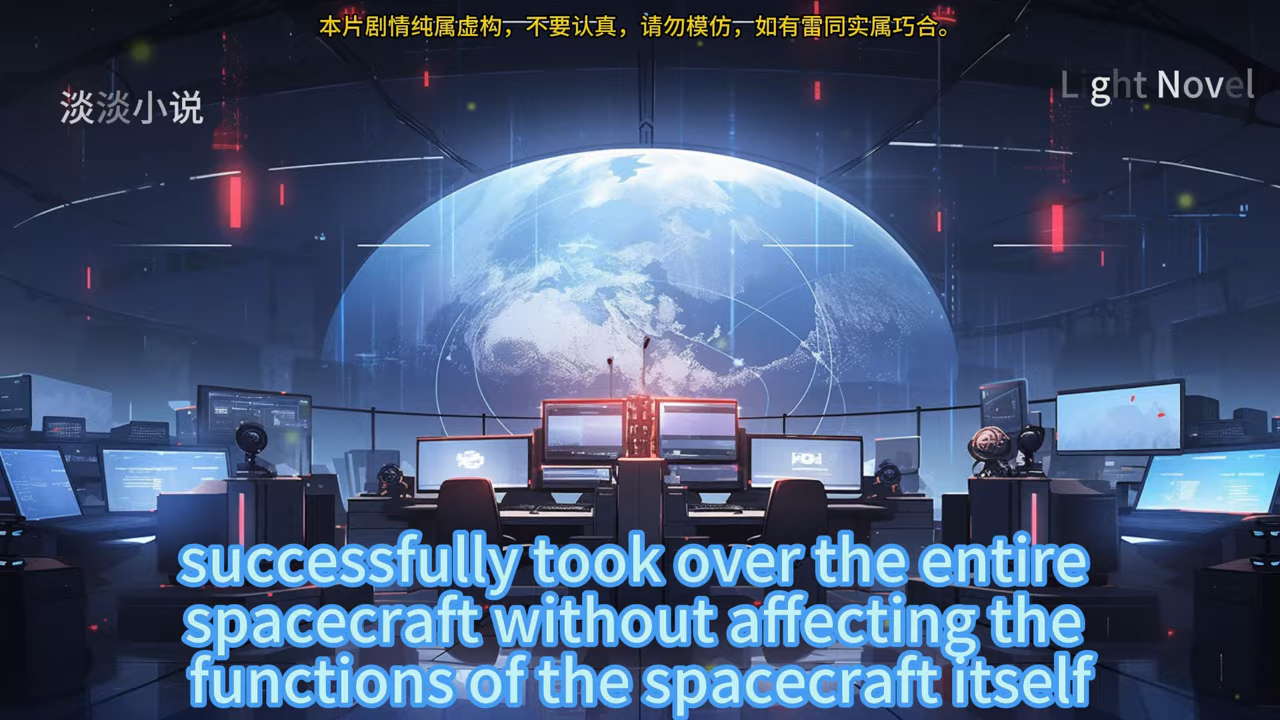 本片剧情纯属虚构，不要认真，请勿模仿，如有雷同实属巧合。
淡淡小说
Light Novel
successfully took over the entire
spacecraft without affecting the
functions of the spacecraft itself